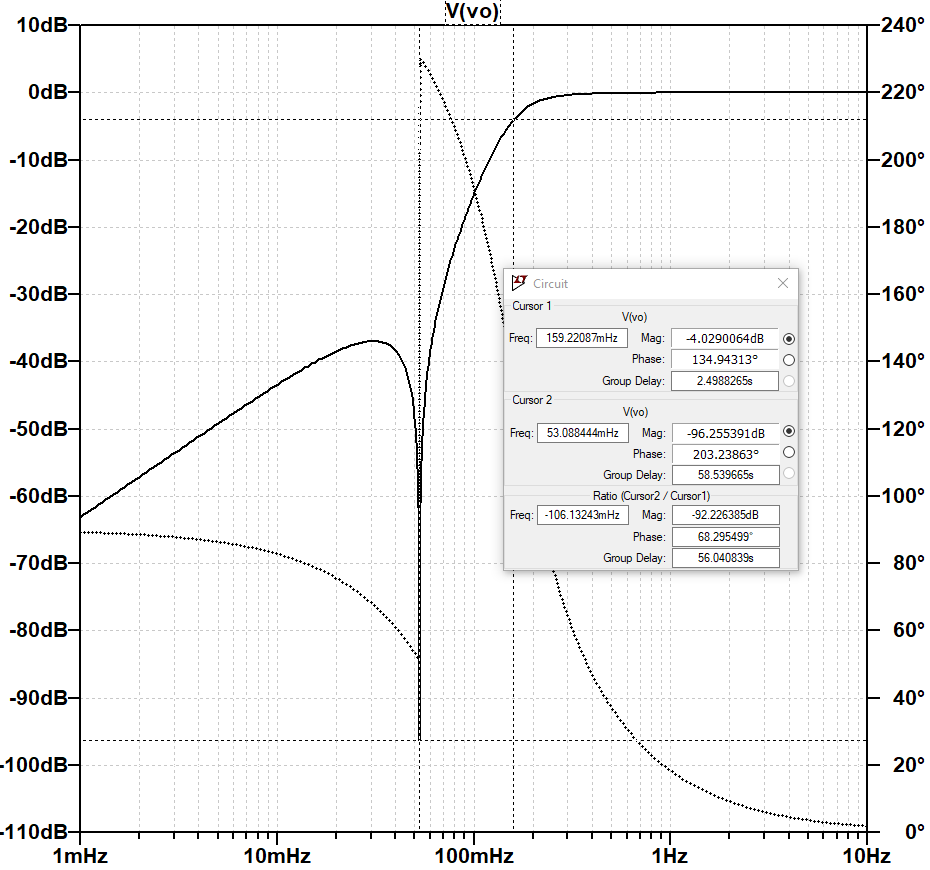 V(vo)
10dB
240°
0dB
220°
-10dB
200°
-20dB
180°
-30dB
160°
-40dB
140°
-50dB
120°
-60dB
100°
-70dB
80°
-80dB
60°
-90dB
40°
-100dB
20°
-110dB
0°
1mHz 10mHz 100mHz 1Hz 10Hz
Circuit
Cursor 1
V(vo)
Freq: 159.22087mHz Mag: -4.0290064dB
Phase: 134.94313°
Group Delay: 2.4988265s
Cursor 2
V(vo)
Freq: 53.088444mHz Mag: -96.255391dB
Phase: 203.23863°
Group Delay: 58.539665s
Ratio (Cursor2 / Cursor1)
Freq: -106.13243mHz Mag: -92.226385dB
Phase: 68.295499°
Group Delay: 56.040839s